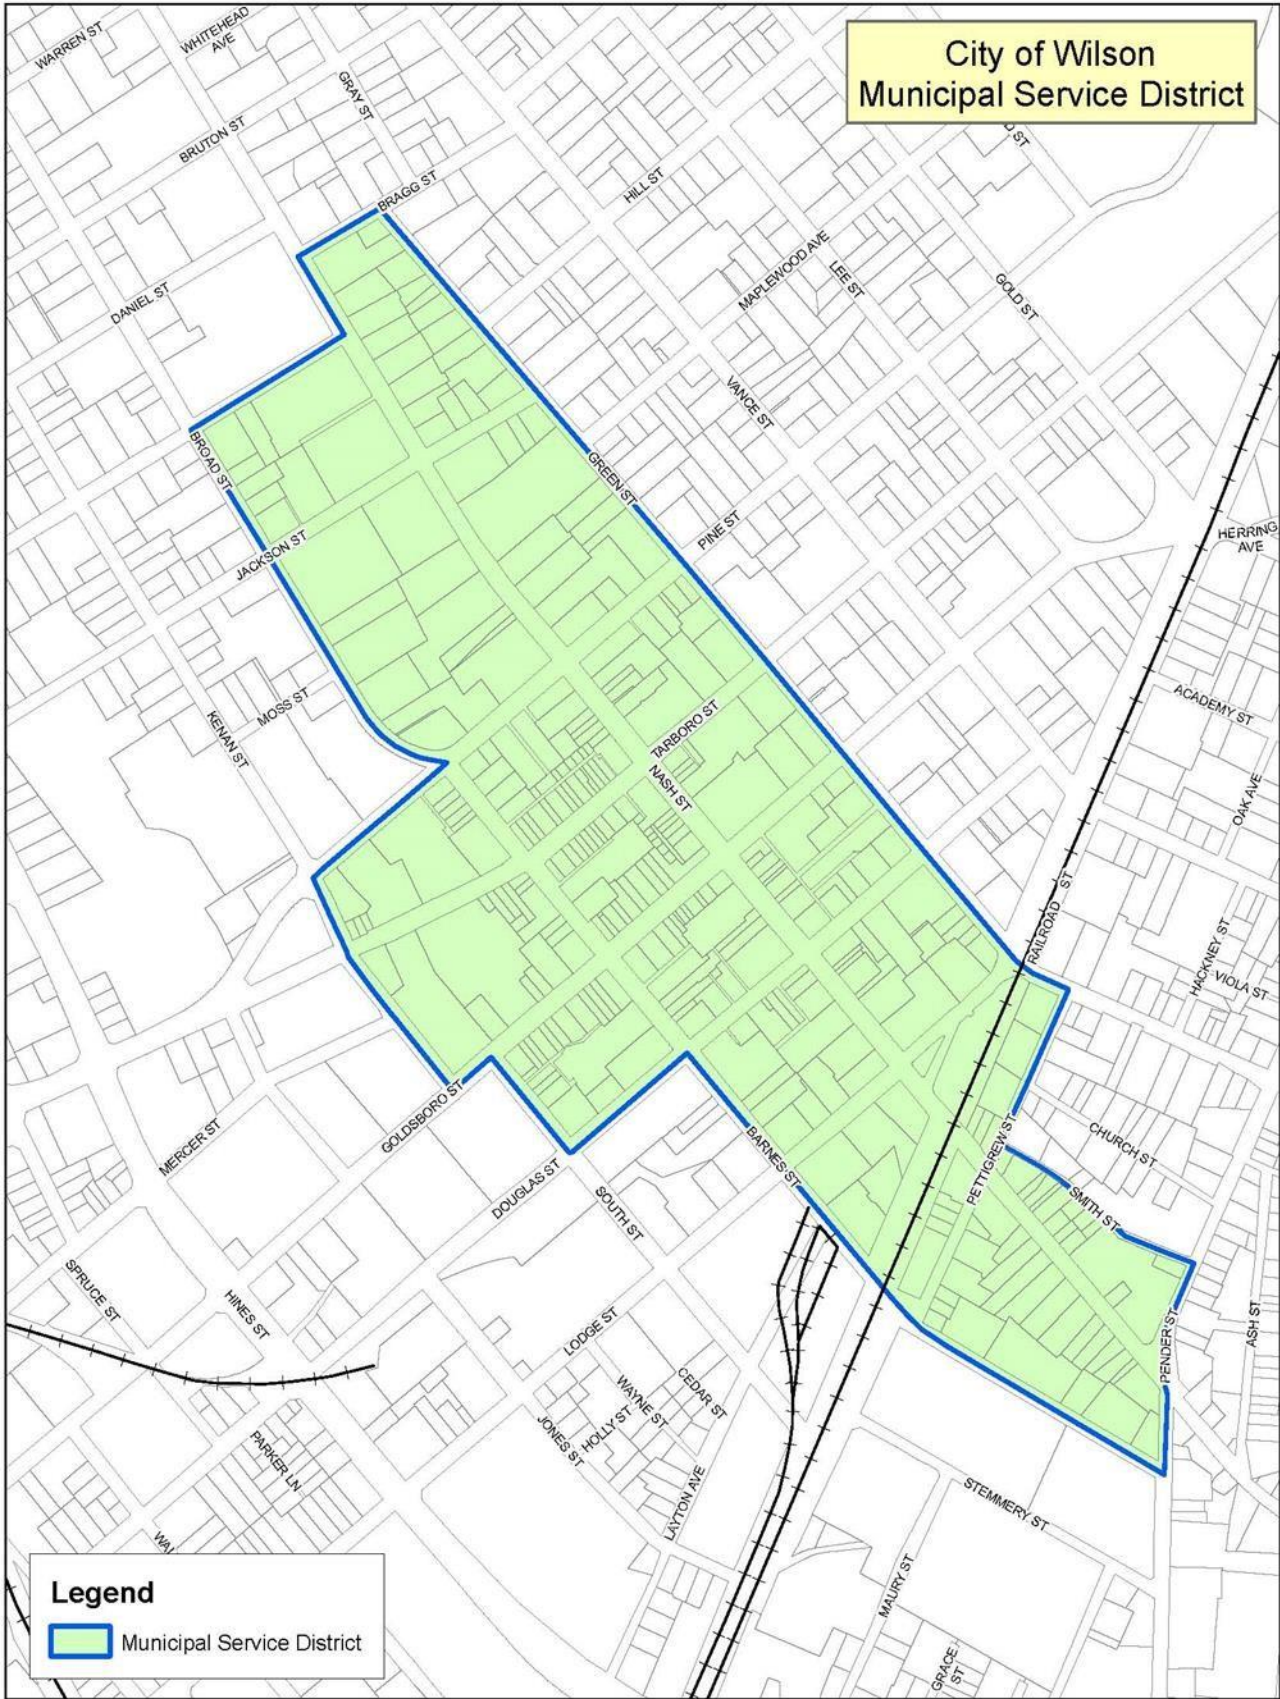 City of Wilson
Municipal Service District
WARREN ST
WHITEHEAD
AVE
GRAY ST
BRUTON ST
BRAGG ST
HILL ST
D ST
DANIEL ST
MAPLEWOOD AVE
LEE ST
GOLD ST
VANCE ST
BROAD ST
GREEN ST
PINE ST
JACKSON ST
HERRING
AVE
MOSS ST
KENAN ST
TARBORO ST
NASH ST
ACADEMY ST
OAK AVE
RAILROAD ST
HACKNEY ST
VIOLA ST
MERCER ST
GOLDSBORO ST
DOUGLAS ST
SOUTH ST
BARNES ST
PETTIGREW ST
CHURCH ST
SMITH ST
SPRUCE ST
HINES ST
LODGE ST
PENDER ST
ASH ST
CEDAR ST
WAYNE ST
HOLLY ST
JONES ST
PARKER LN
LAYTON AVE
STEMMERY ST
MAURY ST
GRACE
ST
WAL
Legend
Municipal Service District